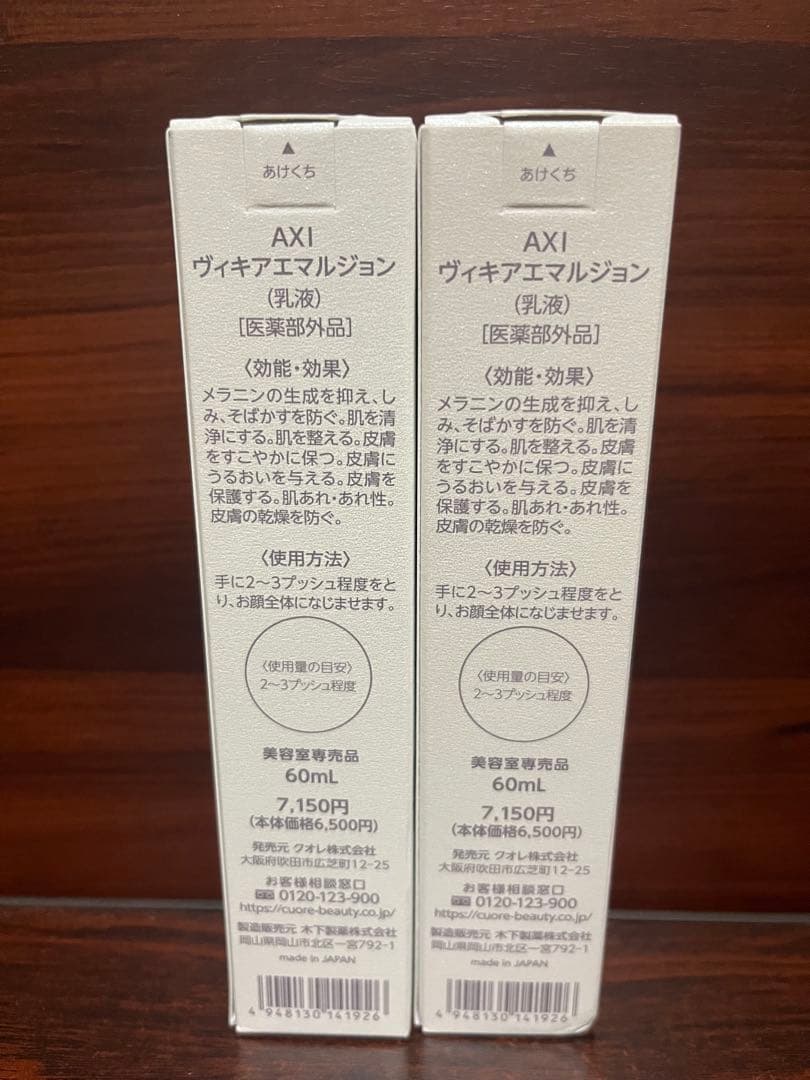 ▲
あけくち
AXI
ヴィキアエマルジョン
(乳液)
[医薬部外品]
〈効能・効果〉
メラニンの生成を抑え、し
み、そばかすを防ぐ。肌を清
浄にする。肌を整える。皮膚
をすこやかに保つ。皮膚に
うるおいを与える。皮膚を
保護する。肌あれ・あれ性。
皮膚の乾燥を防ぐ。
〈使用方法〉
手に2〜3プッシュ程度をと
り、お顔全体になじませます。
〈使用量の目安〉
2〜3プッシュ程度
美容室専売品
60mL
7,150円
(本体価格6,500円)
発売元 クオレ株式会社
大阪府吹田市広芝町12-25
お客様相談窓口
0120-123-900
https://cuore-beauty.co.jp/
製造販売元 木下製薬株式会社
岡山県岡山市北区一宮792-1
made in JAPAN
4 948130 141926
▲
あけくち
AXI
ヴィキアエマルジョン
(乳液)
[医薬部外品]
〈効能・効果〉
メラニンの生成を抑え、し
み、そばかすを防ぐ。肌を清
浄にする。肌を整える。皮膚
をすこやかに保つ。皮膚に
うるおいを与える。皮膚を
保護する。肌あれ・あれ性。
皮膚の乾燥を防ぐ。
〈使用方法〉
手に2〜3プッシュ程度をと
り、お顔全体になじませます。
〈使用量の目安〉
2〜3プッシュ程度
美容室専売品
60mL
7,150円
(本体価格6,500円)
発売元 クオレ株式会社
大阪府吹田市広芝町12-25
お客様相談窓口
0120-123-900
https://cuore-beauty.co.jp/
製造販売元 木下製薬株式会社
岡山県岡山市北区一宮792-1
made in JAPAN
4 948130 141926